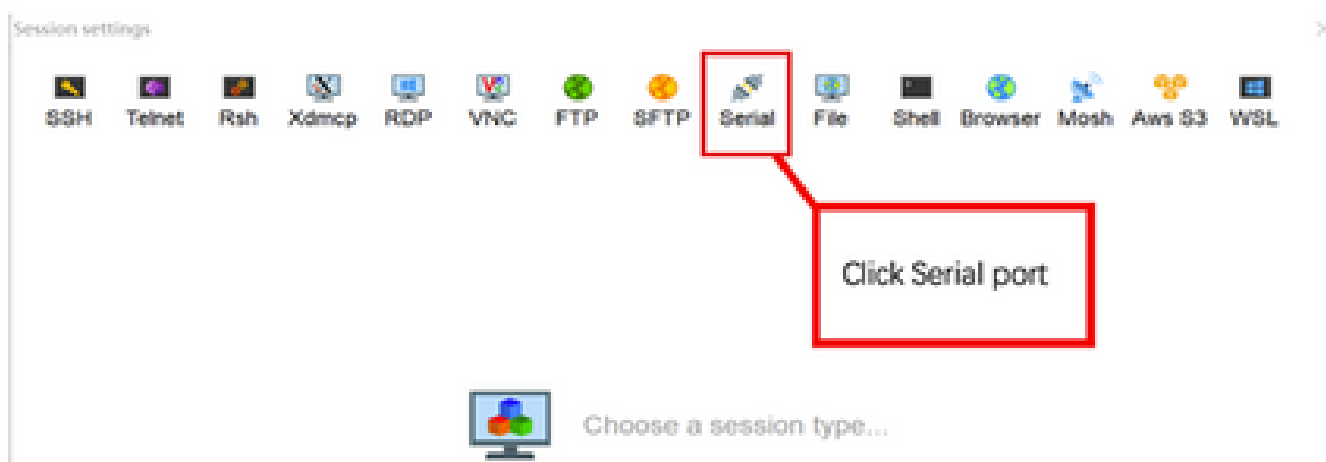 Session settings
SSH Telnet Rsh Xdmcp RDP VNC FTP SFTP Serial File Shell Browser Mosh Aws S3 WSL
Click Serial port
Choose a session type...